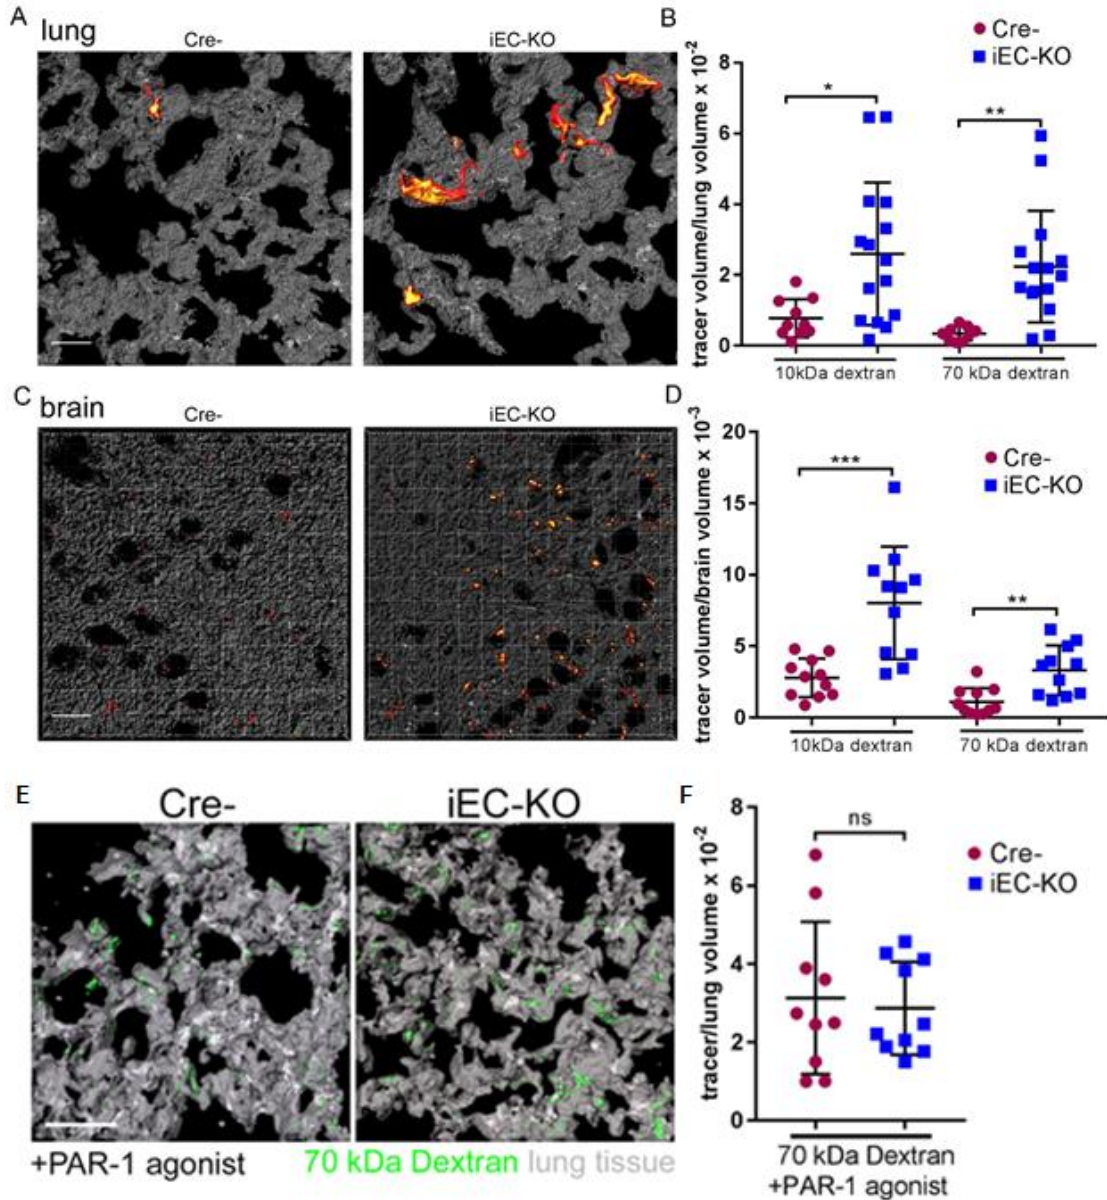 A lung
Cre-
iEC-KO
B
Cre-
iEC-KO
tracer volume/lung volume x 10-2
8
6
4
2
0
*
**
10kDa dextran
70 kDa dextran
C brain
Cre-
iEC-KO
D
Cre-
iEC-KO
tracer volume/brain volume x 10-3
20
15
10
5
0
***
**
10kDa dextran
70 kDa dextran
E
Cre-
iEC-KO
+PAR-1 agonist
70 kDa Dextran lung tissue
F
Cre-
iEC-KO
tracer/lung volume x 10-2
8
6
4
2
0
ns
70 kDa Dextran
+PAR-1 agonist